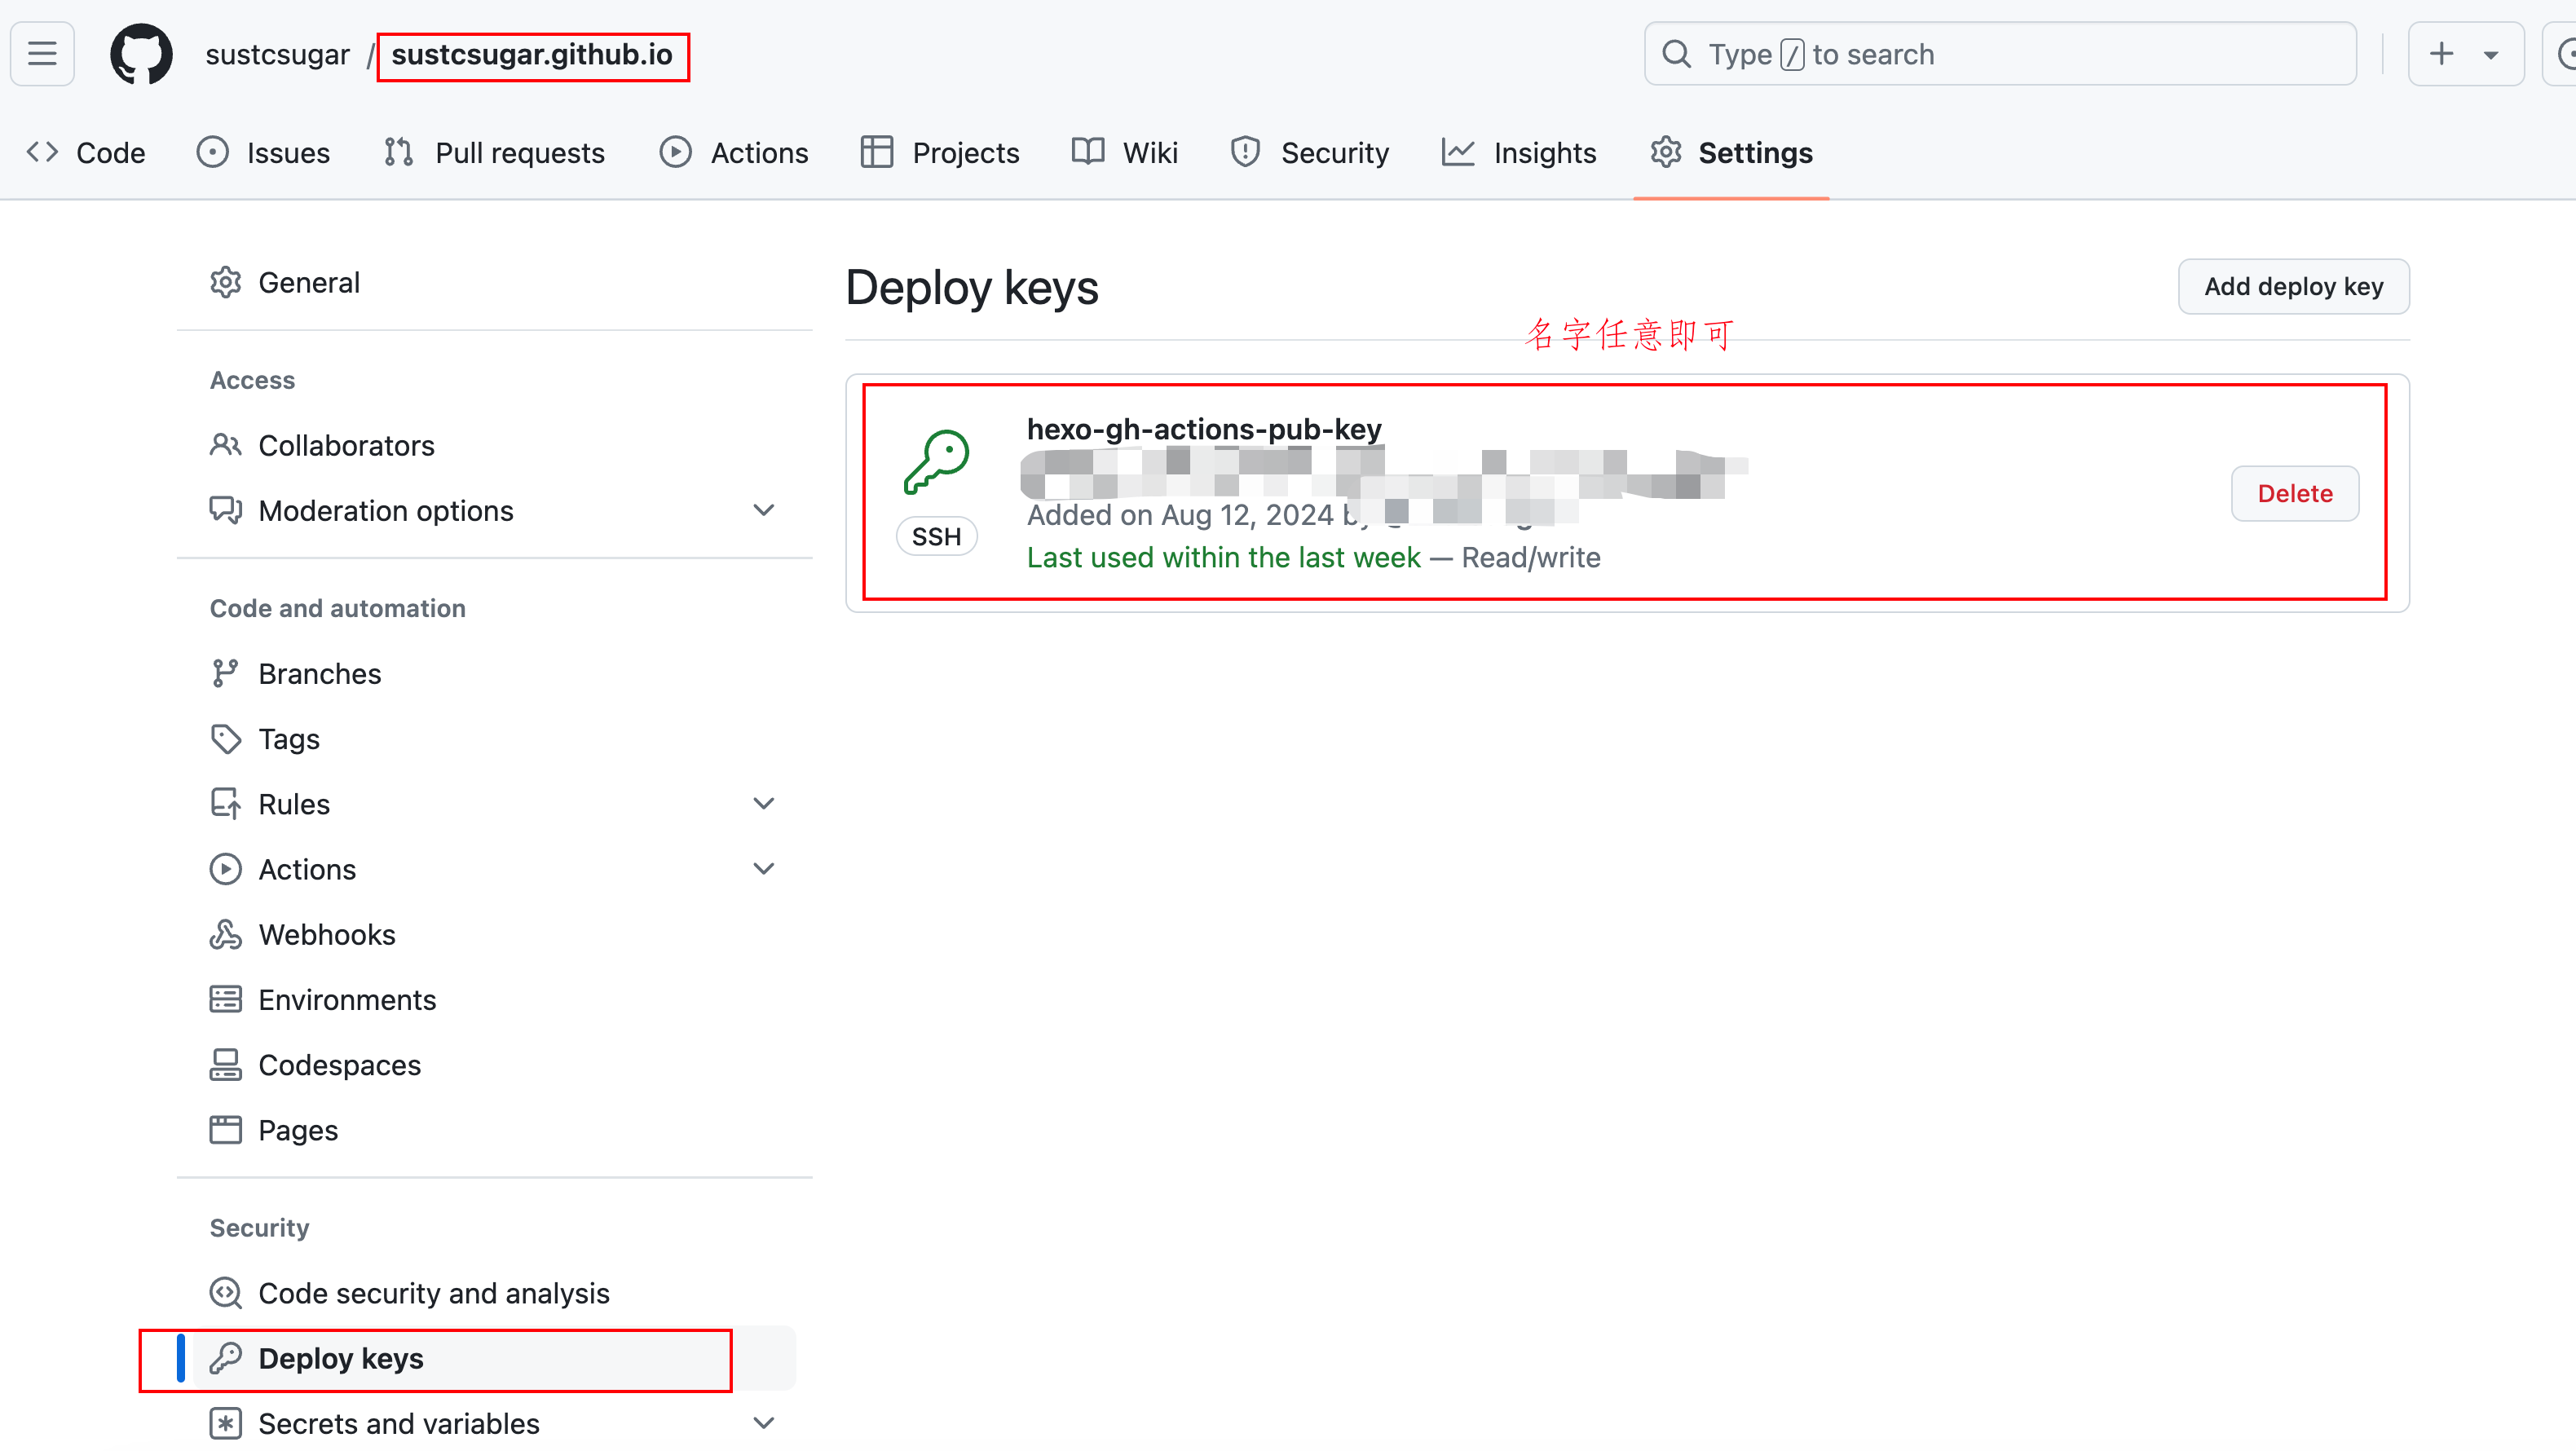 sustcsugar / sustcsugar.github.io
Type / to search
Code
Issues
Pull requests
Actions
Projects
Wiki
Security
Insights
Settings
General
Access
Collaborators
Moderation options
Code and automation
Branches
Tags
Rules
Actions
Webhooks
Environments
Codespaces
Pages
Security
Code security and analysis
Deploy keys
Secrets and variables
Deploy keys
Add deploy key
名字任意即可
hexo-gh-actions-pub-key
SSH
Added on Aug 12, 2024
Last used within the last week — Read/write
Delete